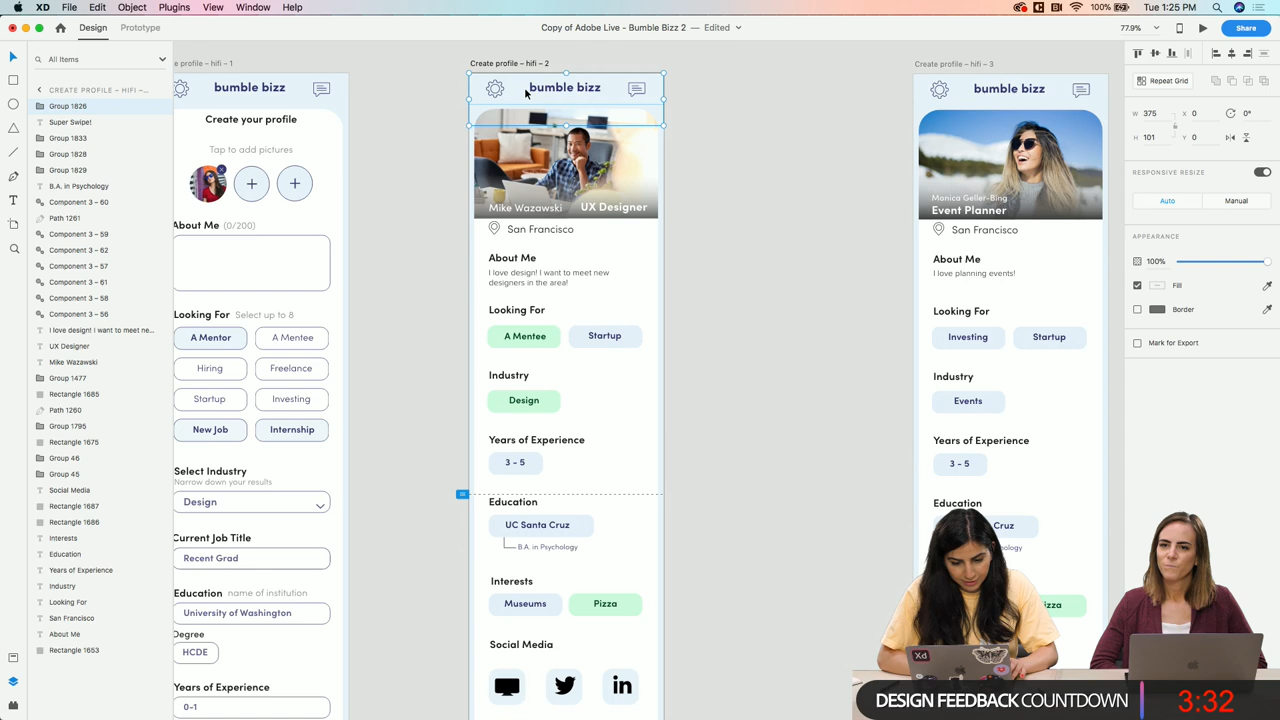 XD File Edit Object Plugins View Window Help
100% Tue 1:25 PM
Design Prototype
Copy of Adobe Live - Bumble Bizz 2 - Edited
77.9% Share
All Items
CREATE PROFILE – HIFI –...
Group 1826
Super Swipe!
Group 1833
Group 1828
Group 1829
B.A. in Psychology
Component 3 – 60
Path 1261
Component 3 – 59
Component 3 – 62
Component 3 – 57
Component 3 – 61
Component 3 – 58
Component 3 – 56
I love design! I want to meet ne...
UX Designer
Mike Wazawski
Group 1477
Rectangle 1685
Path 1260
Group 1795
Rectangle 1675
Group 46
Group 45
Social Media
Rectangle 1687
Rectangle 1686
Interests
Education
Years of Experience
Industry
Looking For
San Francisco
About Me
Rectangle 1653
e profile – hifi – 1
bumble bizz
Create your profile
Tap to add pictures
About Me (0/200)
Looking For Select up to 8
A Mentor A Mentee
Hiring Freelance
Startup Investing
New Job Internship
Select Industry
Narrow down your results
Design
Current Job Title
Recent Grad
Education name of institution
University of Washington
Degree
HCDE
Years of Experience
0-1
Create profile – hifi – 2
bumble bizz
Mike Wazawski UX Designer
San Francisco
About Me
I love design! I want to meet new
designers in the area!
Looking For
A Mentee Startup
Industry
Design
Years of Experience
3 - 5
Education
UC Santa Cruz
B.A. in Psychology
Interests
Museums Pizza
Social Media
in
Create profile – hifi – 3
bumble bizz
Monica Geller-Bing
Event Planner
San Francisco
About Me
I love planning events!
Looking For
Investing Startup
Industry
Events
Years of Experience
3 - 5
Education
Cruz
ology
izza
Repeat Grid
W 375 X 0 0°
H 101 Y 0
RESPONSIVE RESIZE
Auto Manual
APPEARANCE
100%
Fill
Border
Mark for Export
Xd
DESIGN FEEDBACK COUNTDOWN 3:32